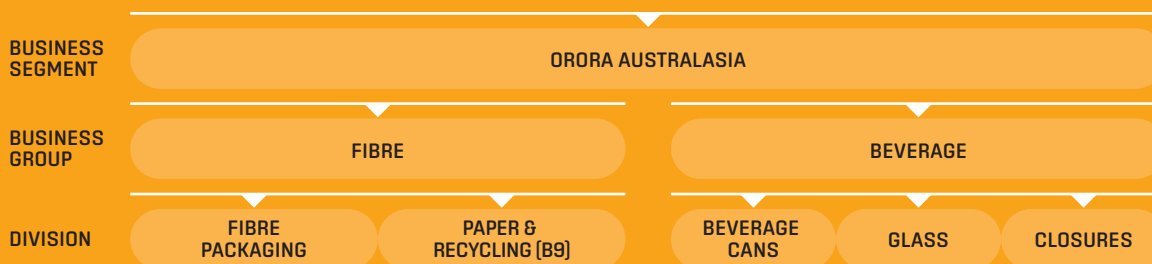 BUSINESS
SEGMENT
ORORA AUSTRALASIA
BUSINESS
GROUP
FIBRE
BEVERAGE
DIVISION
FIBRE
PACKAGING
PAPER &
RECYCLING (B9)
BEVERAGE
CANS
GLASS
CLOSURES